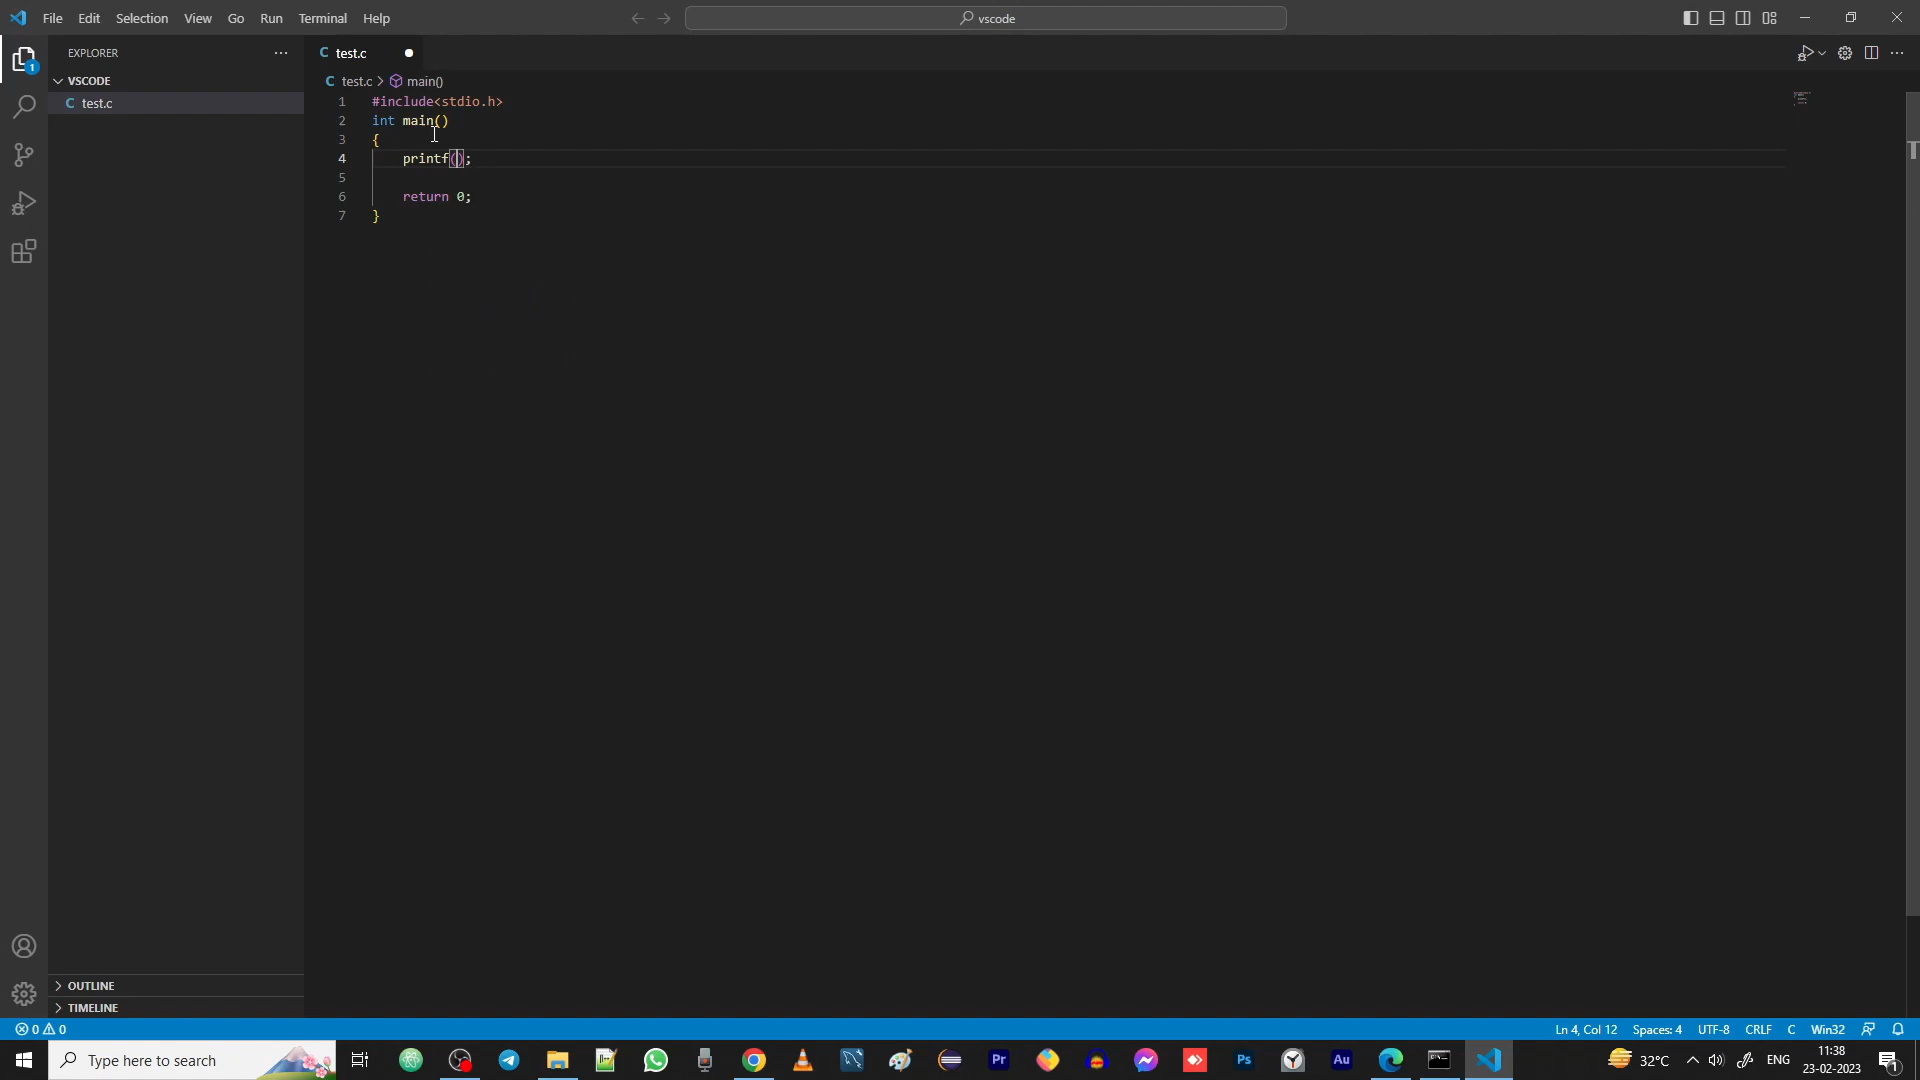 File Edit Selection View Go Run Terminal Help
vscode
EXPLORER
test.c
VSCODE
test.c > main()
C test.c
1 #include<stdio.h>
2 int main()
3 {
4 printf();
5
6 return 0;
7 }
OUTLINE
TIMELINE
0 0
Ln 4, Col 12 Spaces: 4 UTF-8 CRLF C Win32
Type here to search
Pr
Ps
Au
32°C
ENG
11:38
23-02-2023
1